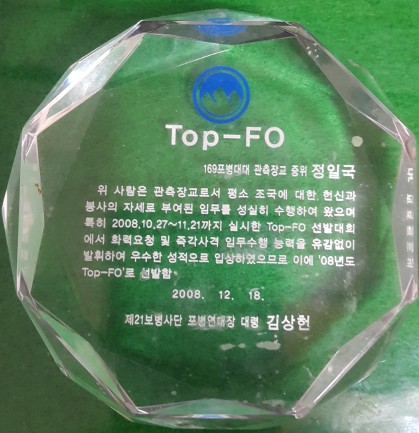 Top-FO
169포병대대 관측장교 중위 정일국
위 사람은 관측장교로서 평소 조국에 대한 헌신과
봉사의 자세로 부여된 임무를 성실히 수행하여 왔으며
특히 2008.10.27~11.21까지 실시한 Top-FO 선발대회
에서 화력요청 및 즉각사격 임무수행 능력을 유감없이
발휘하여 우수한 성적으로 입상하였으므로 이에 '08년도
Top-FO'로 선발함
2008. 12. 18.
제21보병사단 포병연대장 대령 김상헌